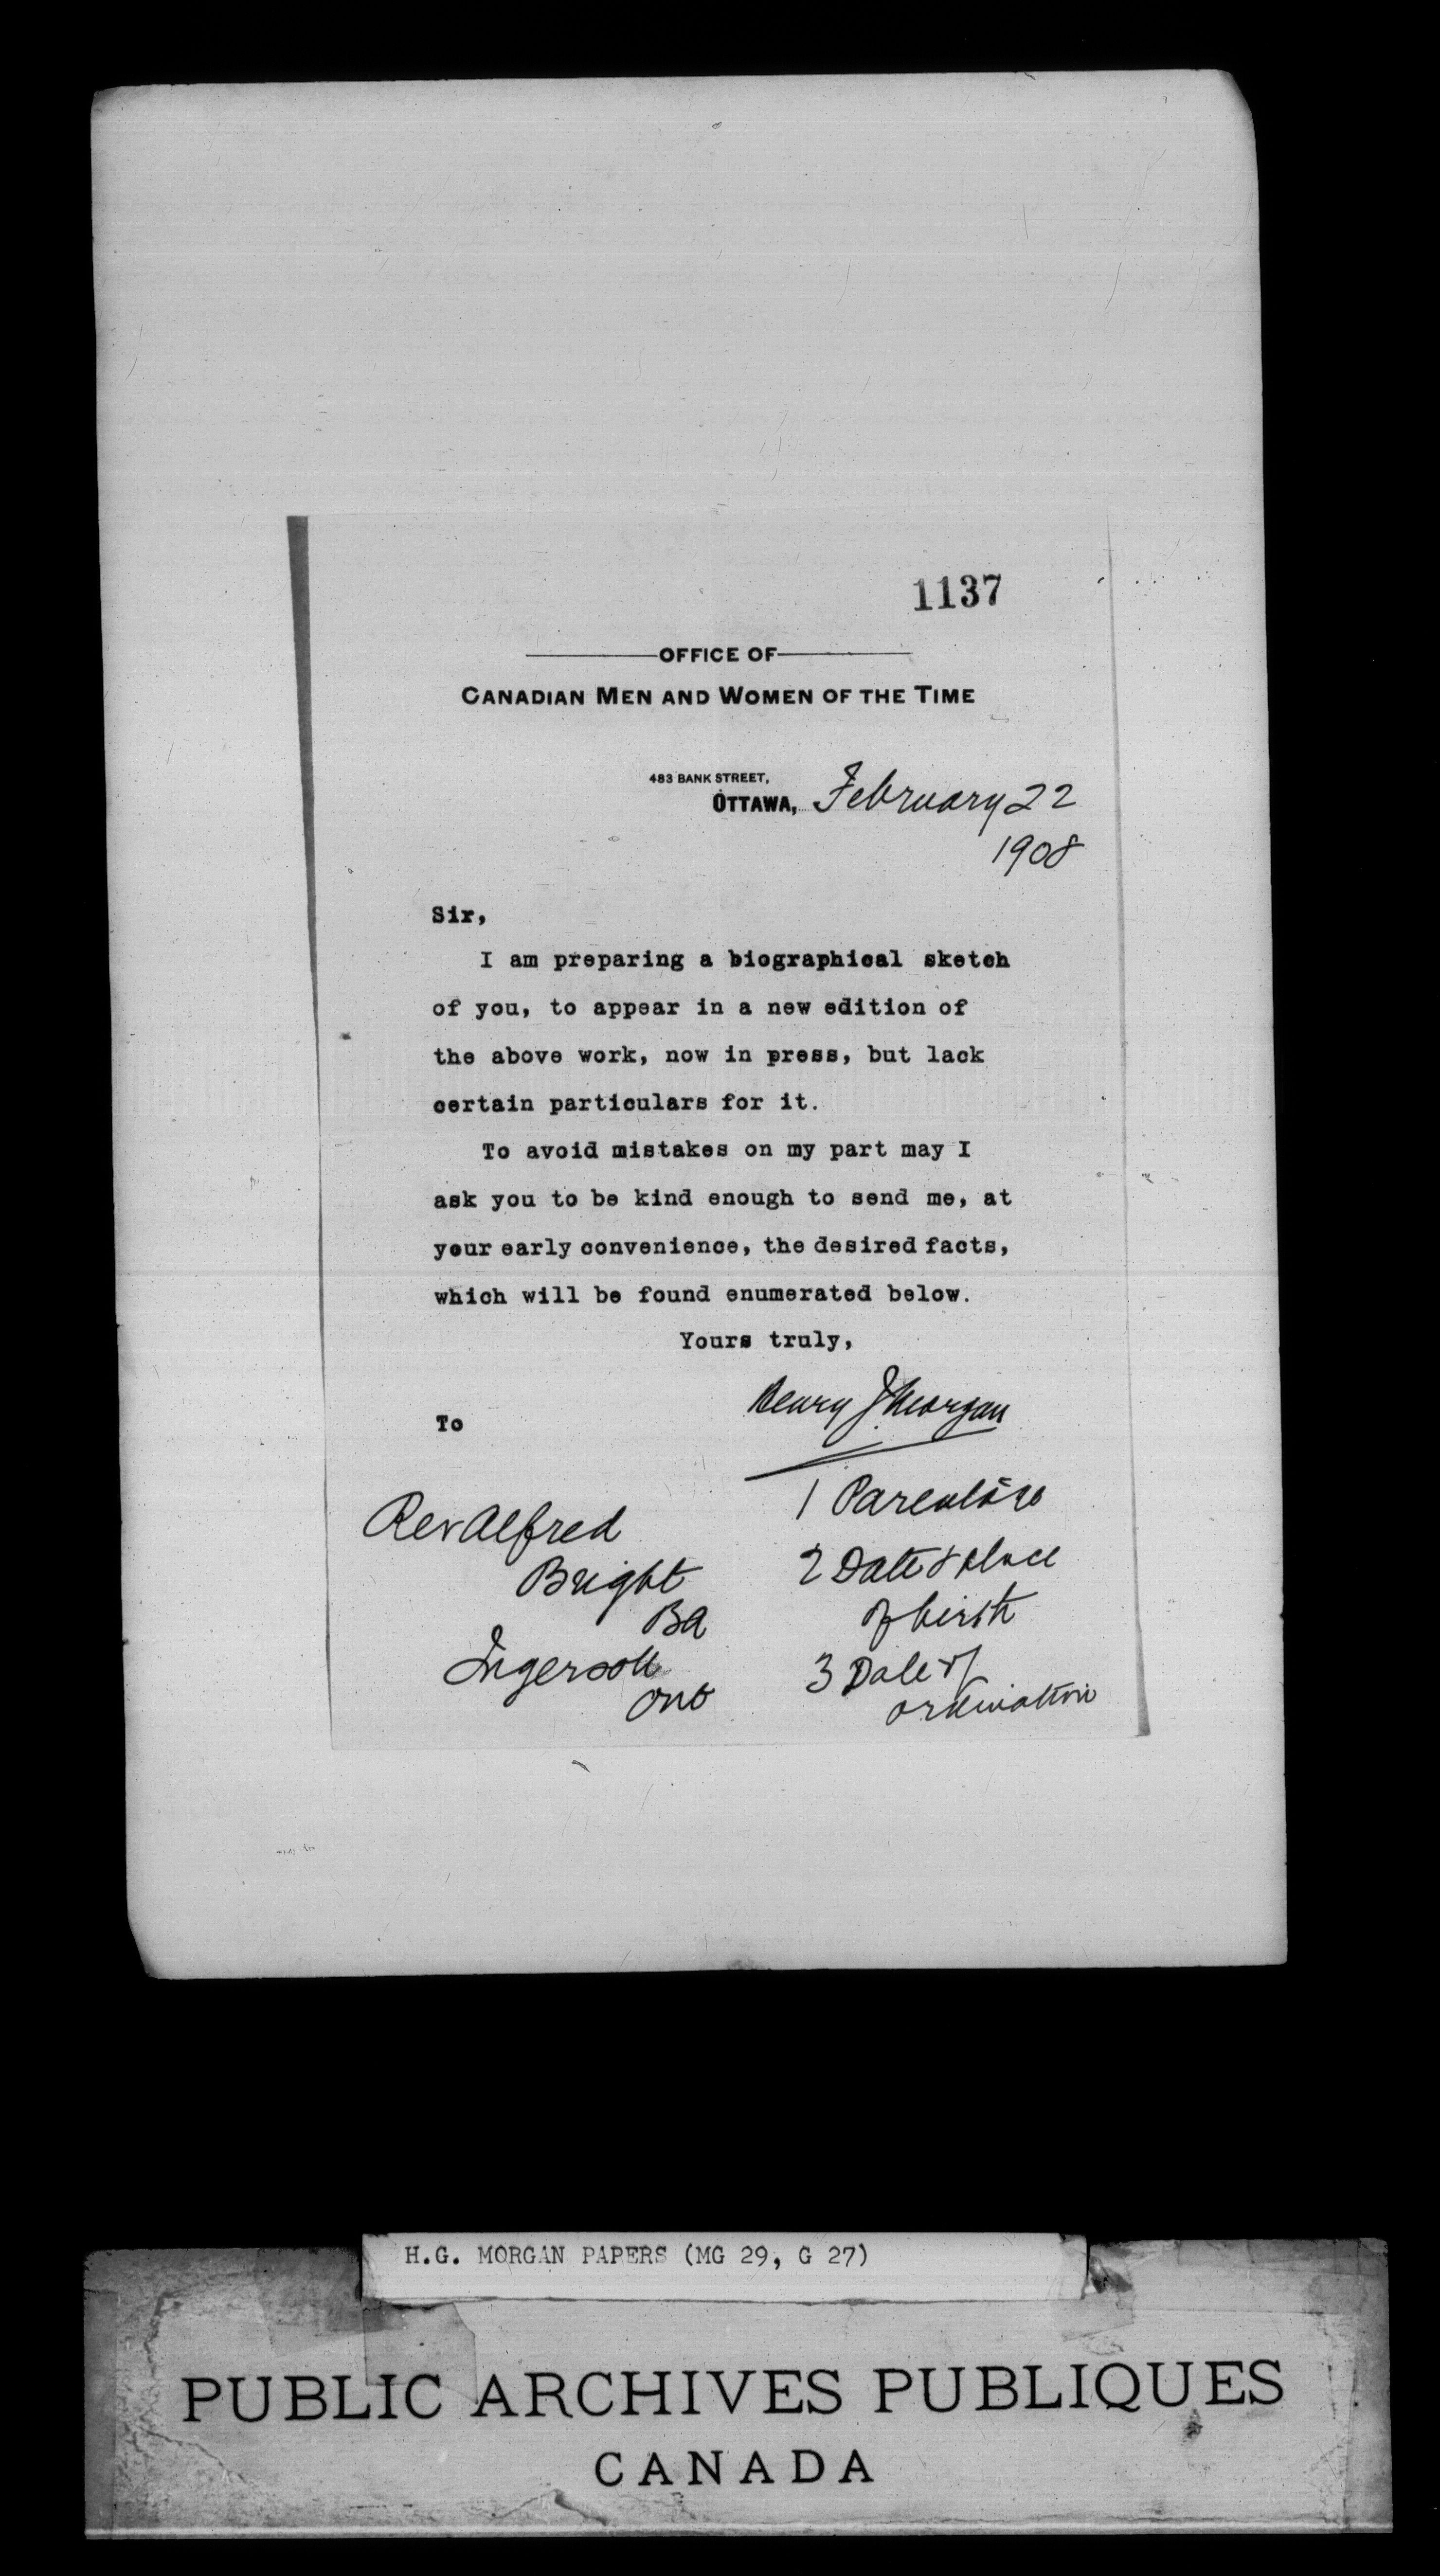 1137
OFFICE OF
CANADIAN MEN AND WOMEN OF THE TIME
483 BANK STREET,
OTTAWA, February 22
1908
Sir,
I am preparing a biographical sketch
of you, to appear in a new edition of
the above work, now in press, but lack
certain particulars for it.
To avoid mistakes on my part may I
ask you to be kind enough to send me, at
your early convenience, the desired facts,
which will be found enumerated below.
Yours truly,
Henry J Morgan
To
Rev Alfred
Bright
BA
Ingersoll
Ont
1 Parentage
2 Date & place
of birth
3 Date of
ordination
H.G. MORGAN PAPERS (MG 29, G 27)
PUBLIC ARCHIVES PUBLIQUES
CANADA